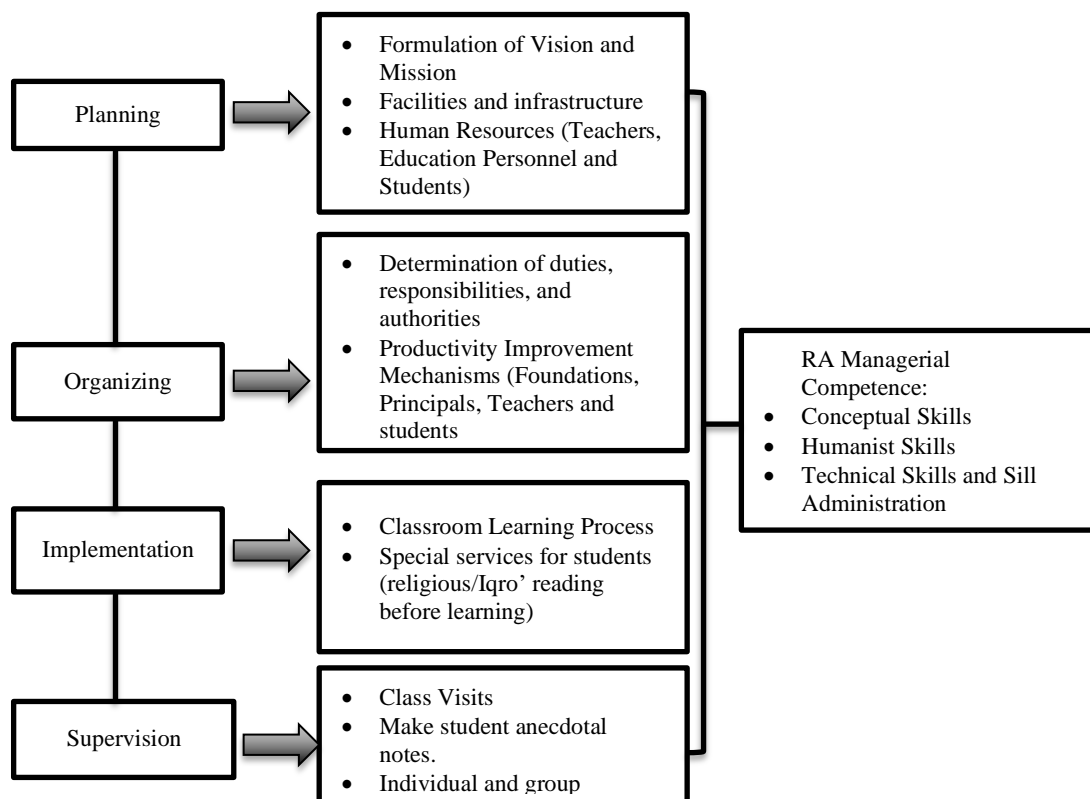 Planning
• Formulation of Vision and
Mission
• Facilities and infrastructure
• Human Resources (Teachers,
Education Personnel and
Students)
Organizing
• Determination of duties,
responsibilities, and
authorities
• Productivity Improvement
Mechanisms (Foundations,
Principals, Teachers and
students
Implementation
• Classroom Learning Process
• Special services for students
(religious/Iqro’ reading
before learning)
Supervision
• Class Visits
• Make student anecdotal
notes.
• Individual and group
RA Managerial
Competence:
• Conceptual Skills
• Humanist Skills
• Technical Skills and Sill
Administration